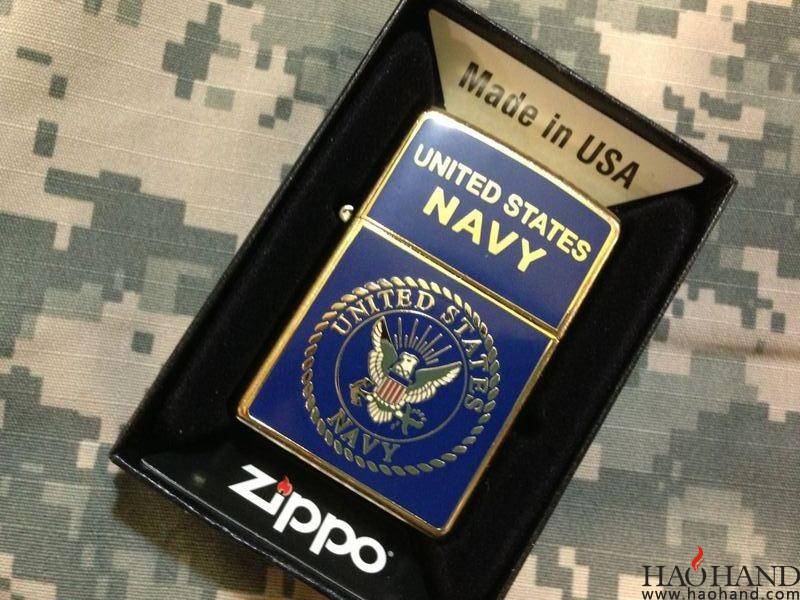 Made in USA
UNITED STATES
NAVY
UNITED STATES
NAVY
Zippo
HAOHAND
www.haohand.com